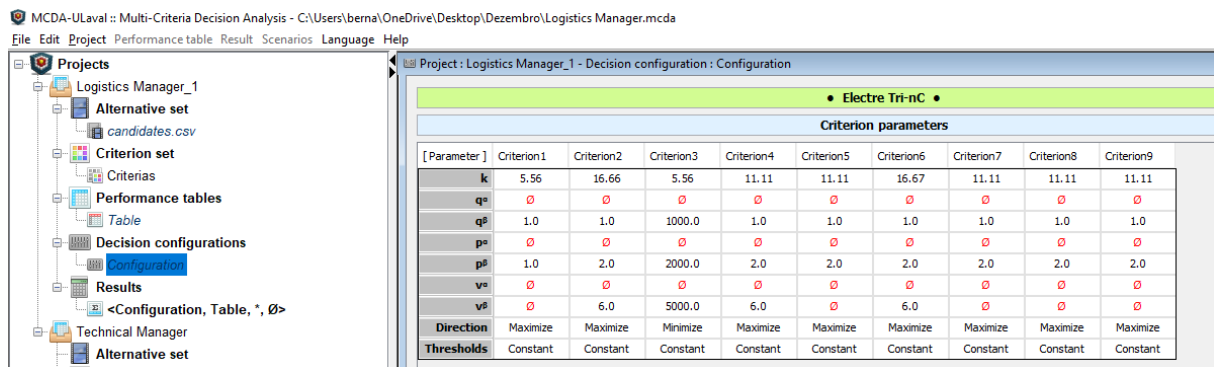 MCDA-ULaval :: Multi-Criteria Decision Analysis - C:\Users\berna\OneDrive\Desktop\Dezembro\Logistics Manager.mcda
File Edit Project Performance table Result Scenarios Language Help
Projects
Logistics Manager_1
Alternative set
candidates.csv
Criterion set
Criterias
Performance tables
Table
Decision configurations
Configuration
Results
<Configuration, Table, *, Ø>
Technical Manager
Alternative set
Project : Logistics Manager_1 - Decision configuration : Configuration
• Electre Tri-nC •
Criterion parameters
[ Parameter ] Criterion1 Criterion2 Criterion3 Criterion4 Criterion5 Criterion6 Criterion7 Criterion8 Criterion9
k 5.56 16.66 5.56 11.11 11.11 16.67 11.11 11.11 11.11
qα Ø Ø Ø Ø Ø Ø Ø Ø Ø
qβ 1.0 1.0 1000.0 1.0 1.0 1.0 1.0 1.0 1.0
pα Ø Ø Ø Ø Ø Ø Ø Ø Ø
pβ 1.0 2.0 2000.0 2.0 2.0 2.0 2.0 2.0 2.0
vα Ø Ø Ø Ø Ø Ø Ø Ø Ø
vβ Ø 6.0 5000.0 6.0 Ø 6.0 Ø Ø Ø
Direction Maximize Maximize Minimize Maximize Maximize Maximize Maximize Maximize Maximize
Thresholds Constant Constant Constant Constant Constant Constant Constant Constant Constant